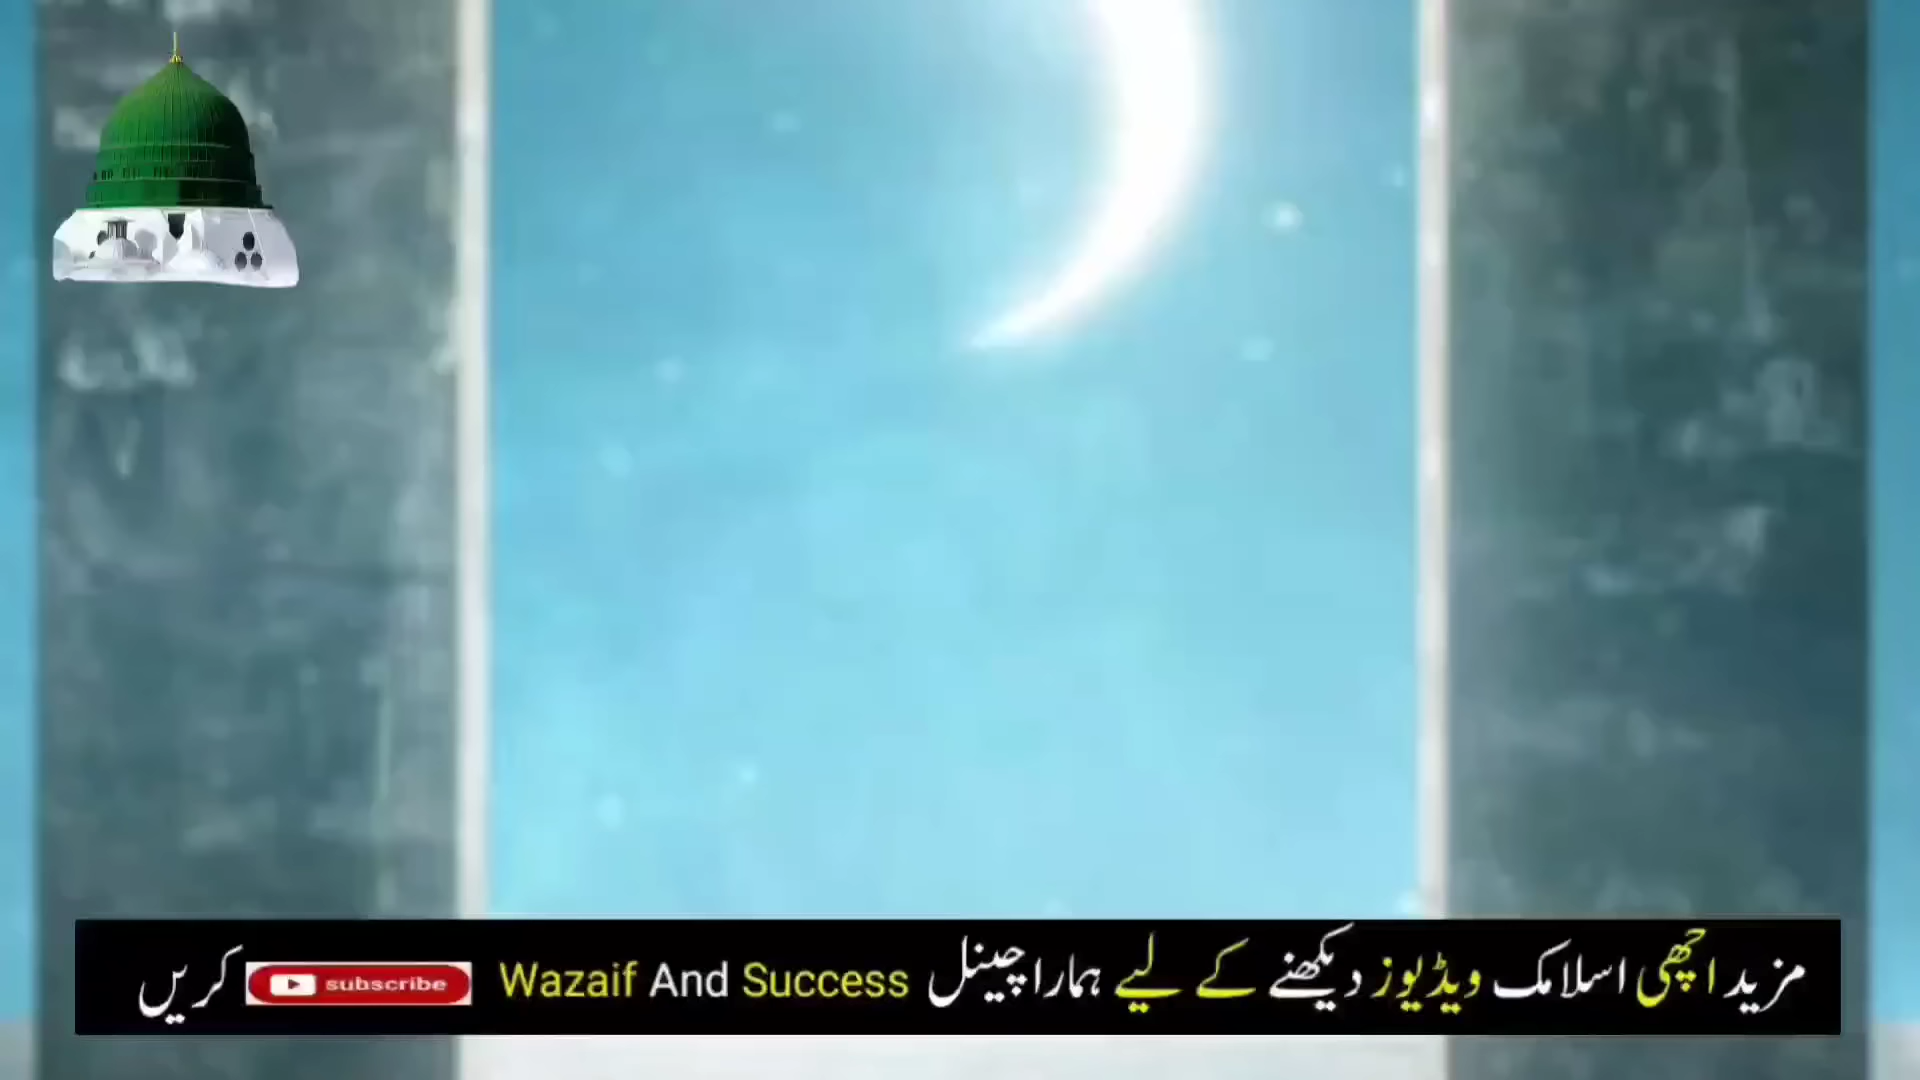 مزید اچھی اسلامک ویڈیوز دیکھنے کے لیے ہمارا چینل Wazaif And Success subscribe کریں